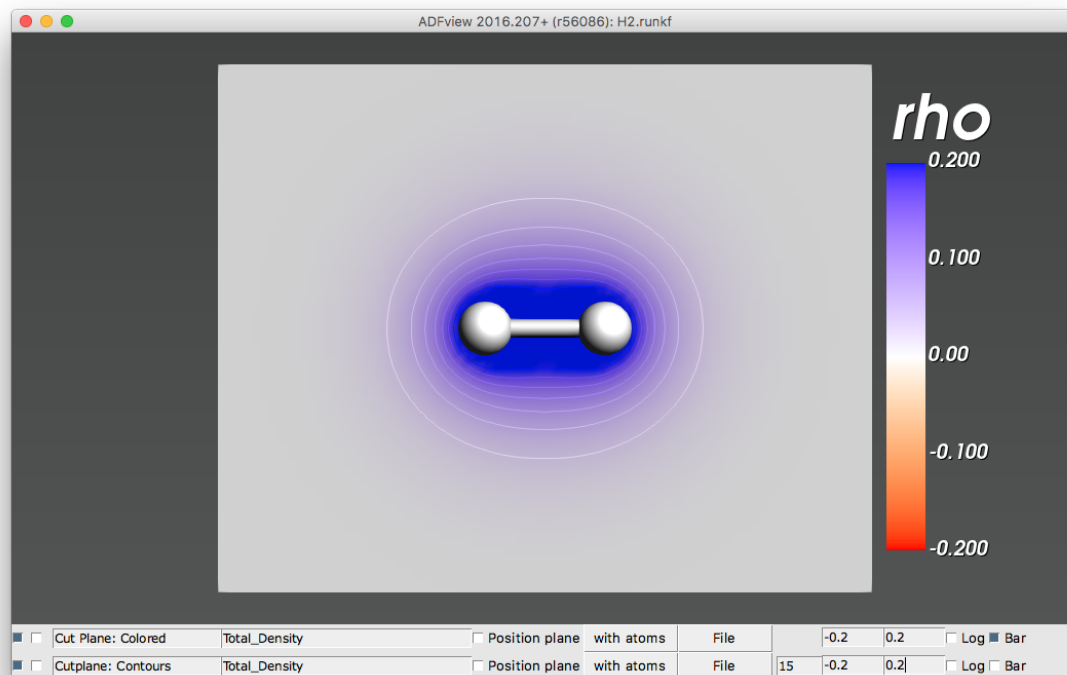 ADFview 2016.207+ (r56086): H2.runkf
rho
0.200
0.100
0.00
-0.100
-0.200
Cut Plane: Colored Total_Density Position plane with atoms File -0.2 0.2 Log Bar
Cutplane: Contours Total_Density Position plane with atoms File 15 -0.2 0.2 Log Bar